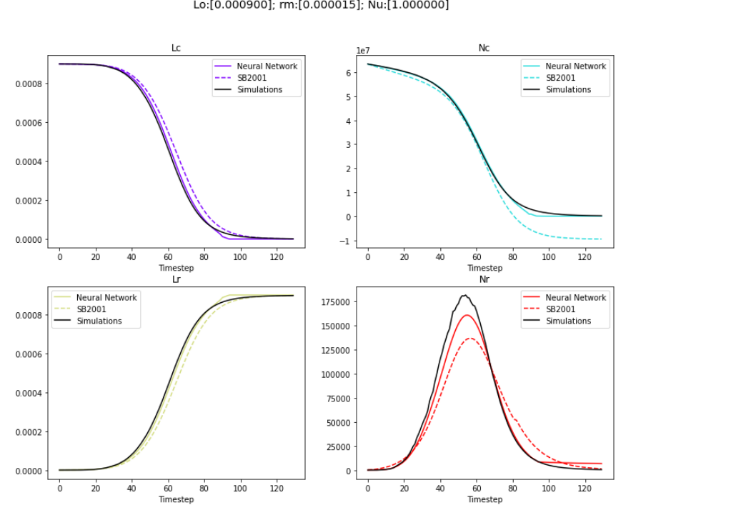 Lo:[0.000900]; rm:[0.000015]; Nu:[1.000000]
Lc
Neural Network
SB2001
Simulations
0.0008
0.0006
0.0004
0.0002
0.0000
0 20 40 60 80 100 120
Timestep
Nc
1e7
Neural Network
SB2001
Simulations
6
5
4
3
2
1
0
−1
0 20 40 60 80 100 120
Timestep
Lr
Neural Network
SB2001
Simulations
0.0008
0.0006
0.0004
0.0002
0.0000
0 20 40 60 80 100 120
Timestep
Nr
Neural Network
SB2001
Simulations
175000
150000
125000
100000
75000
50000
25000
0
0 20 40 60 80 100 120
Timestep